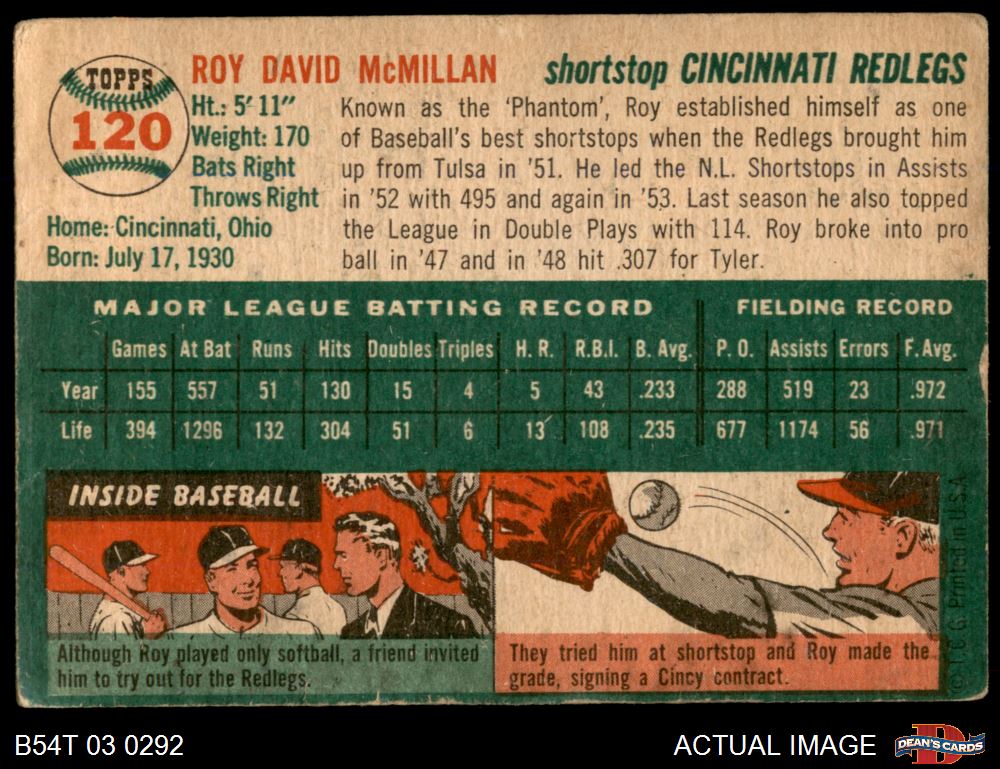 TOPPS
120
ROY DAVID McMILLAN
shortstop CINCINNATI REDLEGS
Ht.: 5' 11"
Weight: 170
Bats Right
Throws Right
Home: Cincinnati, Ohio
Born: July 17, 1930
Known as the 'Phantom', Roy established himself as one
of Baseball's best shortstops when the Redlegs brought him
up from Tulsa in '51. He led the N.L. Shortstops in Assists
in '52 with 495 and again in '53. Last season he also topped
the League in Double Plays with 114. Roy broke into pro
ball in '47 and in '48 hit .307 for Tyler.
MAJOR LEAGUE BATTING RECORD FIELDING RECORD
Games At Bat Runs Hits Doubles Triples H. R. R.B.I. B. Avg. P. O. Assists Errors F. Avg.
Year 155 557 51 130 15 4 5 43 .233 288 519 23 .972
Life 394 1296 132 304 51 6 13 108 .235 677 1174 56 .971
INSIDE BASEBALL
Although Roy played only softball, a friend invited
him to try out for the Redlegs.
They tried him at shortstop and Roy made the
grade, signing a Cincy contract.
© T. C. G. Printed in U.S.A.
B54T 03 0292
ACTUAL IMAGE
D
DEAN'S CARDS